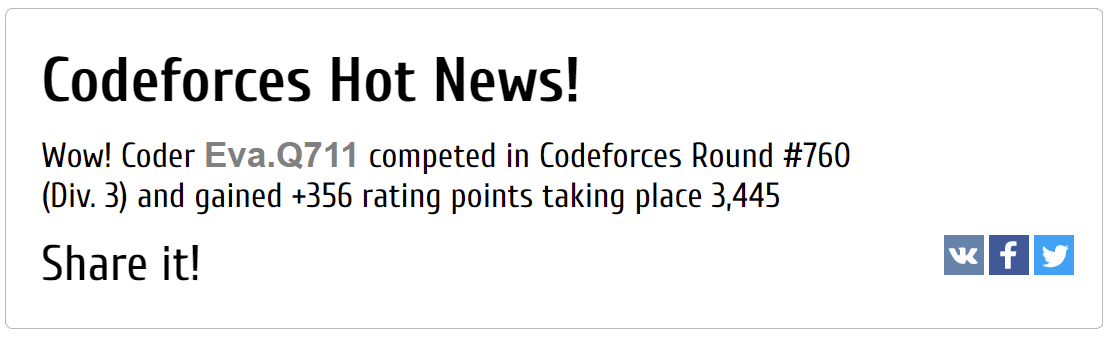 Codeforces Hot News!
Wow! Coder Eva.Q711 competed in Codeforces Round #760
(Div. 3) and gained +356 rating points taking place 3,445
Share it!